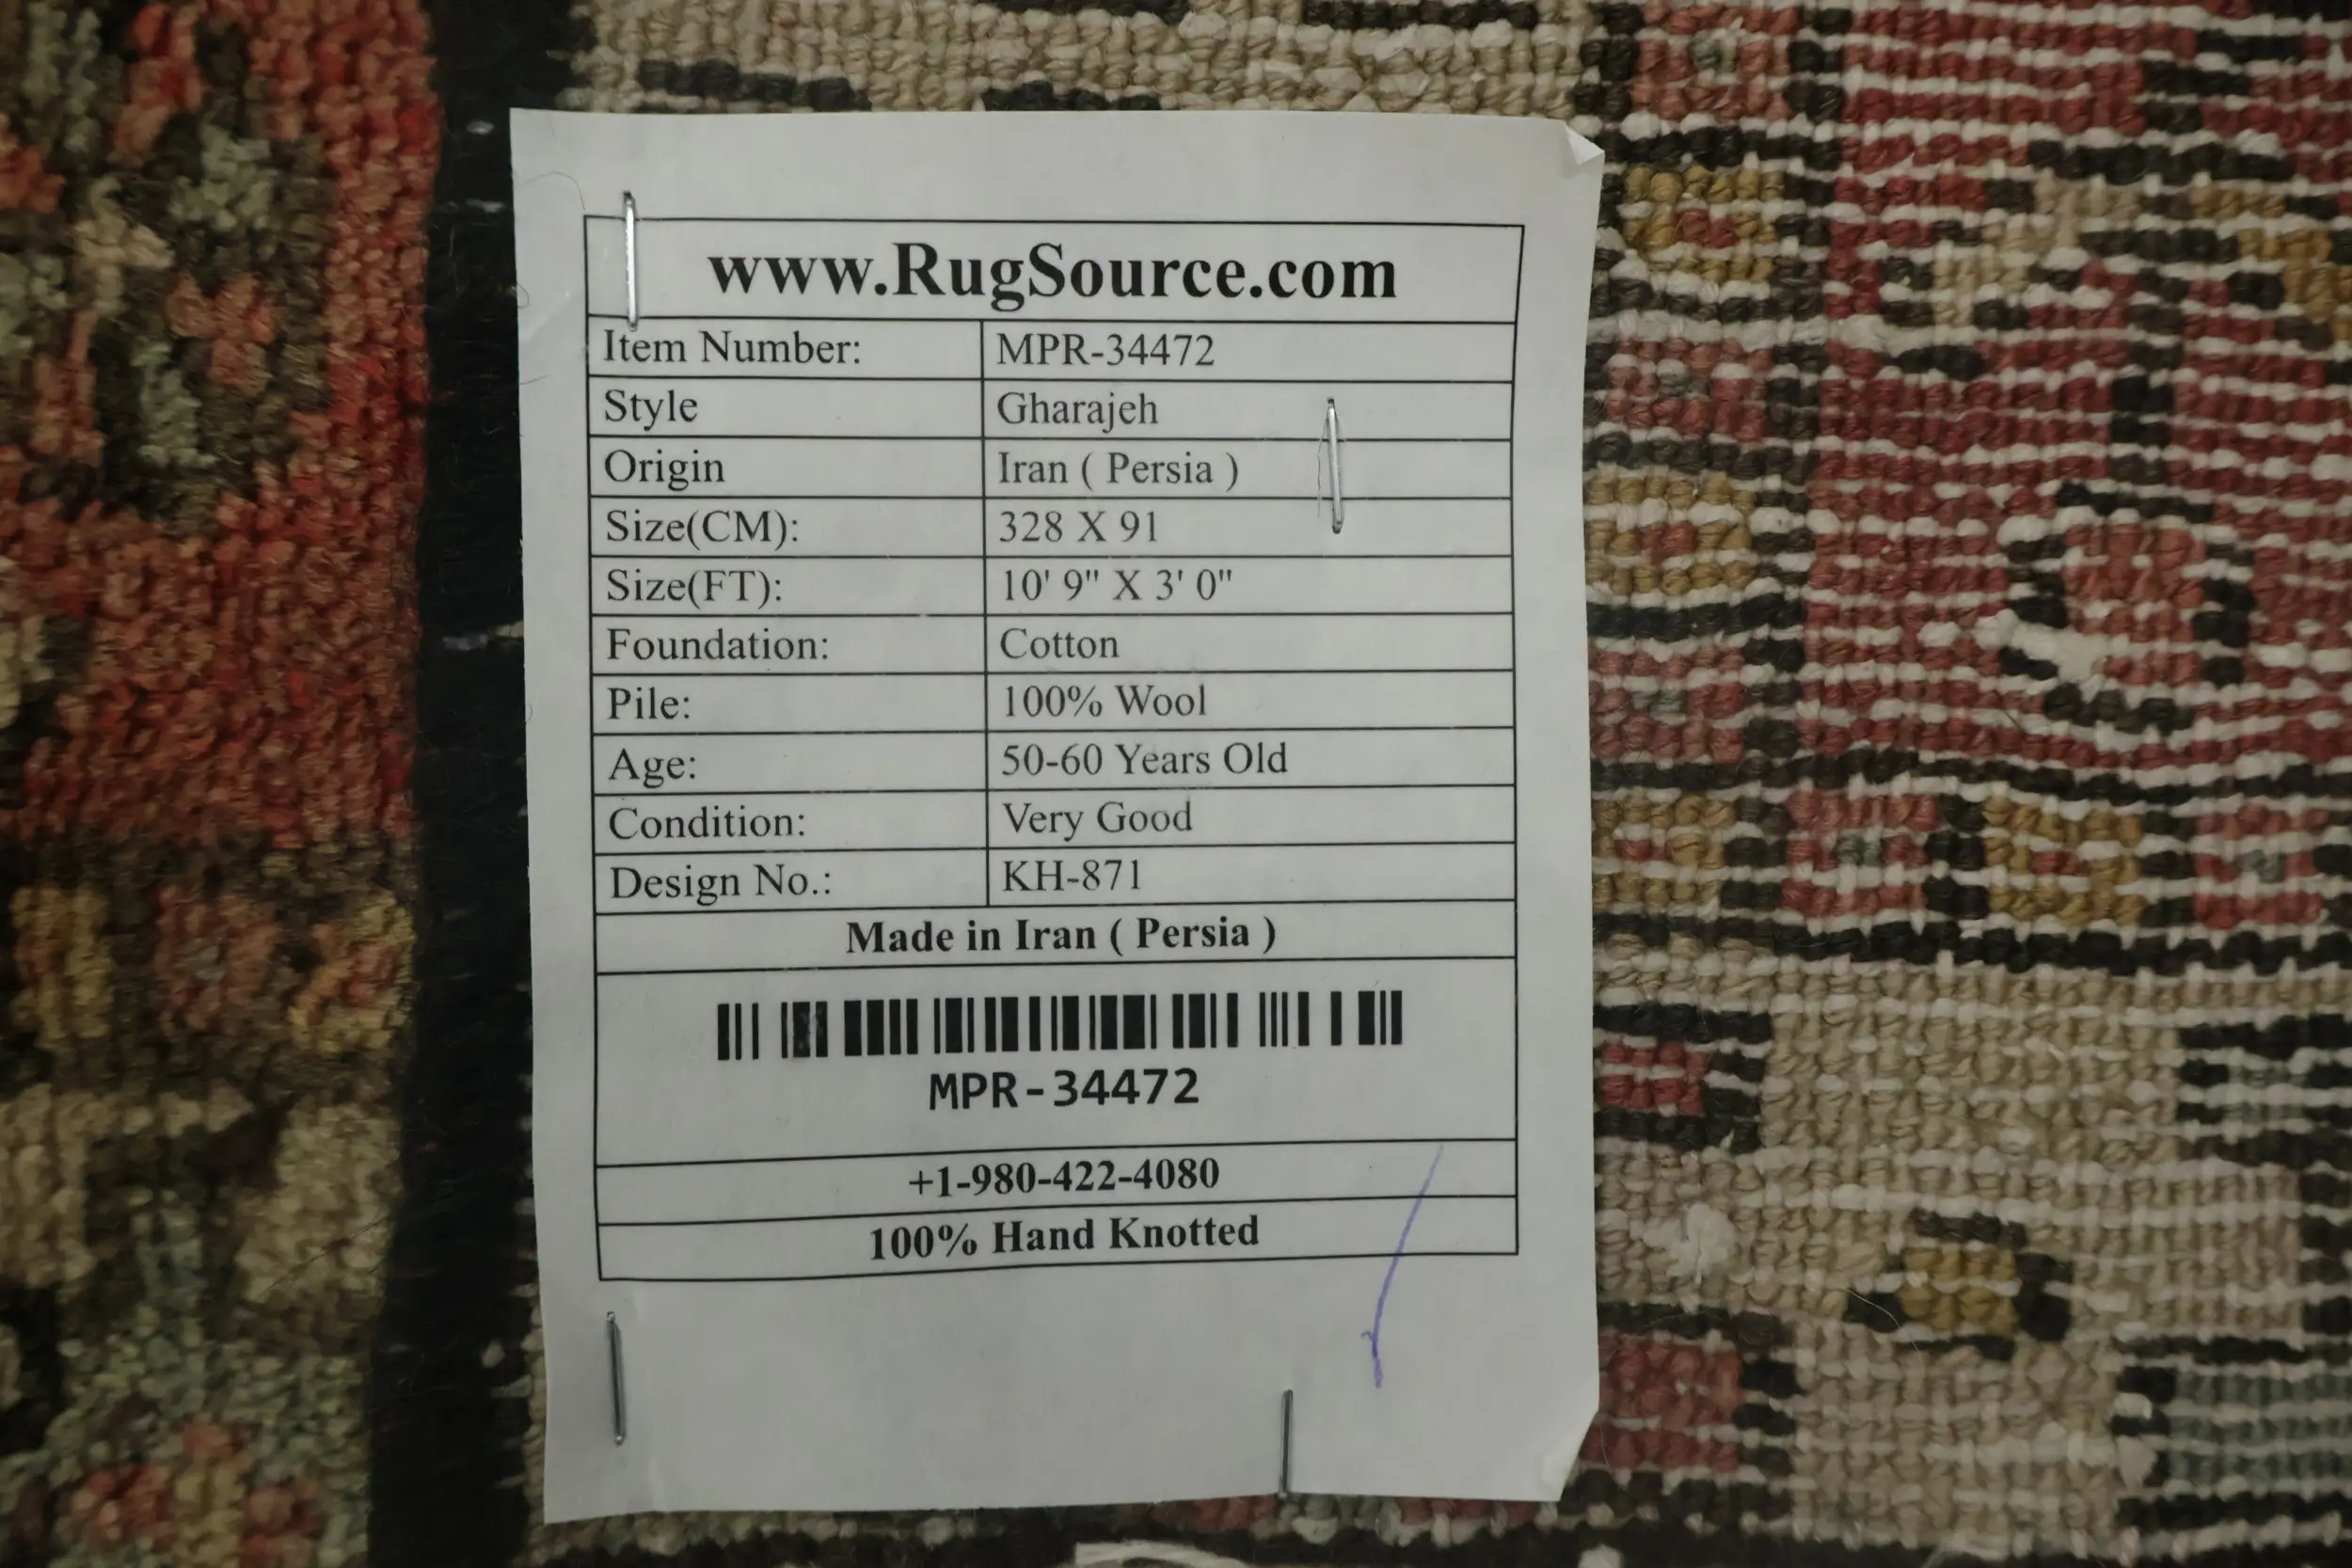 www.RugSource.com
Item Number: MPR-34472
Style Gharajeh
Origin Iran ( Persia )
Size(CM): 328 X 91
Size(FT): 10' 9" X 3' 0"
Foundation: Cotton
Pile: 100% Wool
Age: 50-60 Years Old
Condition: Very Good
Design No.: KH-871
Made in Iran ( Persia )
MPR-34472
+1-980-422-4080
100% Hand Knotted